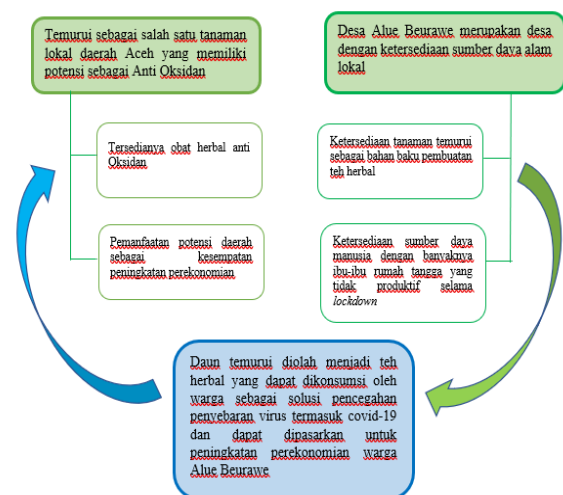 Temurui sebagai salah satu tanaman
lokal daerah Aceh yang memiliki
potensi sebagai Anti Oksidan
Tersedianya obat herbal anti
Oksidan
Pemanfaatan potensi daerah
sebagai kesempatan
peningkatan perekonomian
Desa Alue Beurawe merupakan desa
dengan ketersediaan sumber daya alam
lokal
Ketersediaan tanaman temurui
sebagai bahan baku pembuatan
teh herbal
Ketersediaan sumber daya
manusia dengan banyaknya
ibu-ibu rumah tangga yang
tidak produktif selama
lockdown
Daun temurui diolah menjadi teh
herbal yang dapat dikonsumsi oleh
warga sebagai solusi pencegahan
penyebaran virus termasuk covid-19
dan dapat dipasarkan untuk
peningkatan perekonomian warga
Alue Beurawe